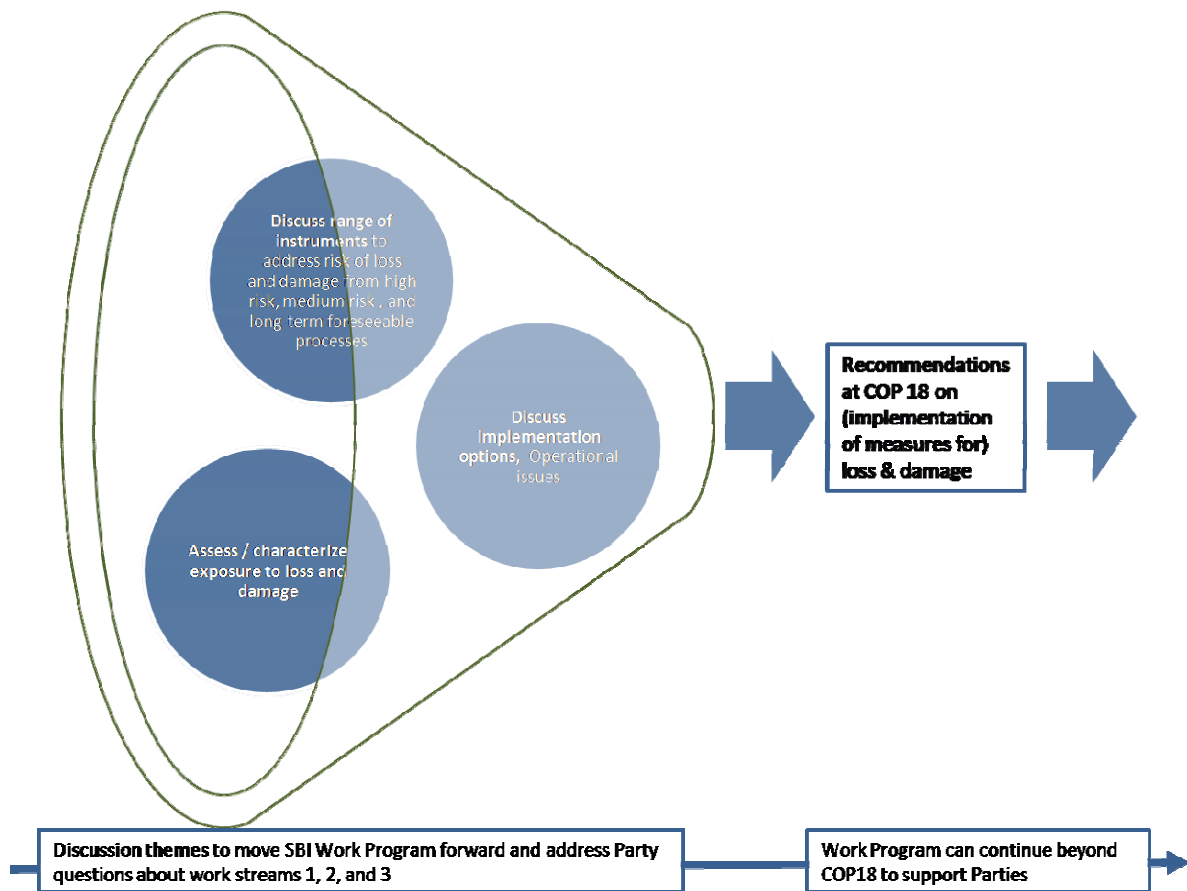 Discuss range of
instruments to
address risk of loss
and damage from high
risk, medium risk , and
long term foreseeable
processes
Discuss
implementation
options, Operational
issues
Assess / characterize
exposure to loss and
damage
Recommendations
at COP 18 on
(implementation
of measures for)
loss & damage
Discussion themes to move SBI Work Program forward and address Party
questions about work streams 1, 2, and 3
Work Program can continue beyond
COP18 to support Parties